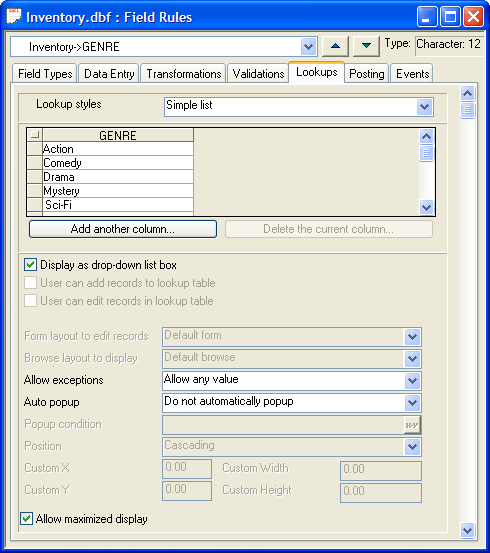 Inventory.dbf : Field Rules
Inventory->GENRE Type: Character: 12
Field Types Data Entry Transformations Validations Lookups Posting Events
Lookup styles Simple list
GENRE
Action
Comedy
Drama
Mystery
Sci-Fi
Add another column... Delete the current column...
Display as drop-down list box
User can add records to lookup table
User can edit records in lookup table
Form layout to edit records Default form
Browse layout to display Default browse
Allow exceptions Allow any value
Auto popup Do not automatically popup
Popup condition
Position Cascading
Custom X 0.00 Custom Width 0.00
Custom Y 0.00 Custom Height 0.00
Allow maximized display